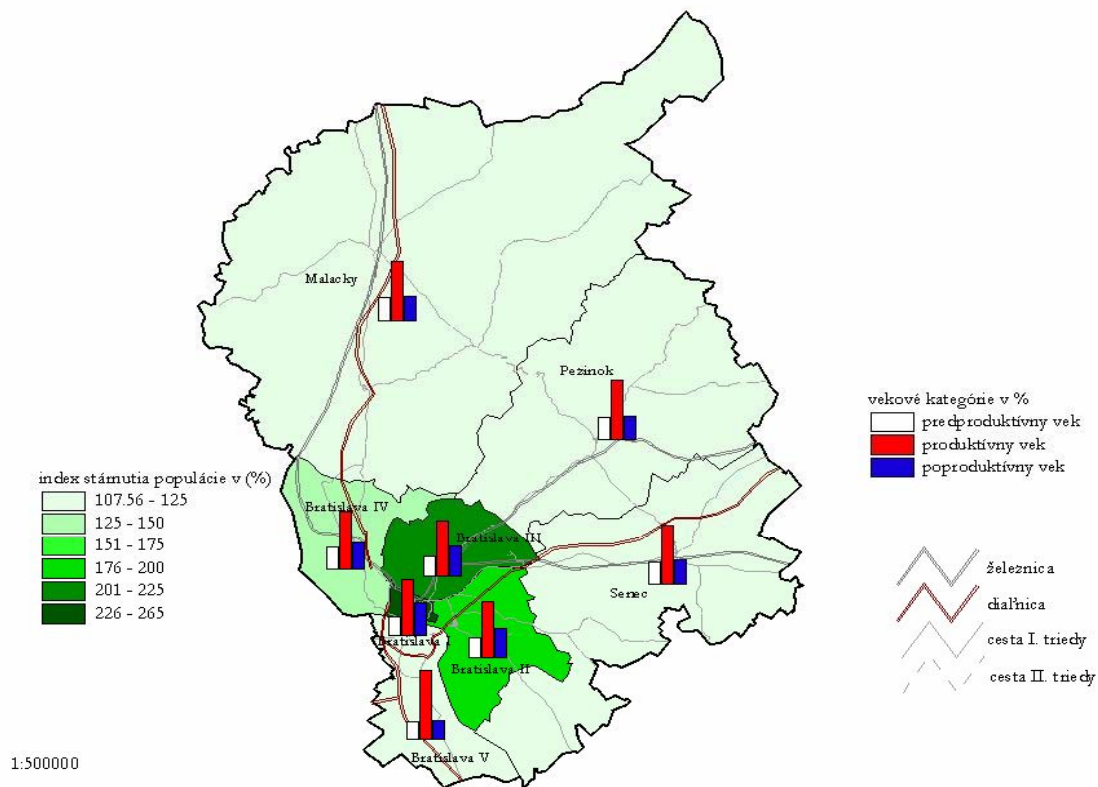 Malacky
Pezinok
vekové kategórie v %
predproduktívny vek
produktívny vek
poproduktívny vek
index stárnutia populácie v (%)
107.56 - 125
125 - 150
151 - 175
176 - 200
201 - 225
226 - 265
Bratislava IV
Bratislava III
Senec
Bratislava I
Bratislava II
Bratislava V
železnica
diaľnica
cesta I. triedy
cesta II. triedy
1:500000